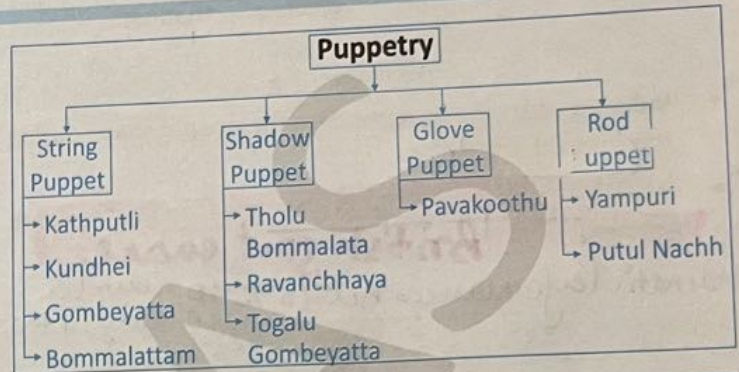 Puppetry
String
Puppet
Kathputli
Kundhei
Gombeyatta
Bommalattam
Shadow
Puppet
Tholu
Bommalata
Ravanchhaya
Togalu
Gombeyatta
Glove
Puppet
Pavakoothu
Rod
uppet
Yampuri
Putul Nachh